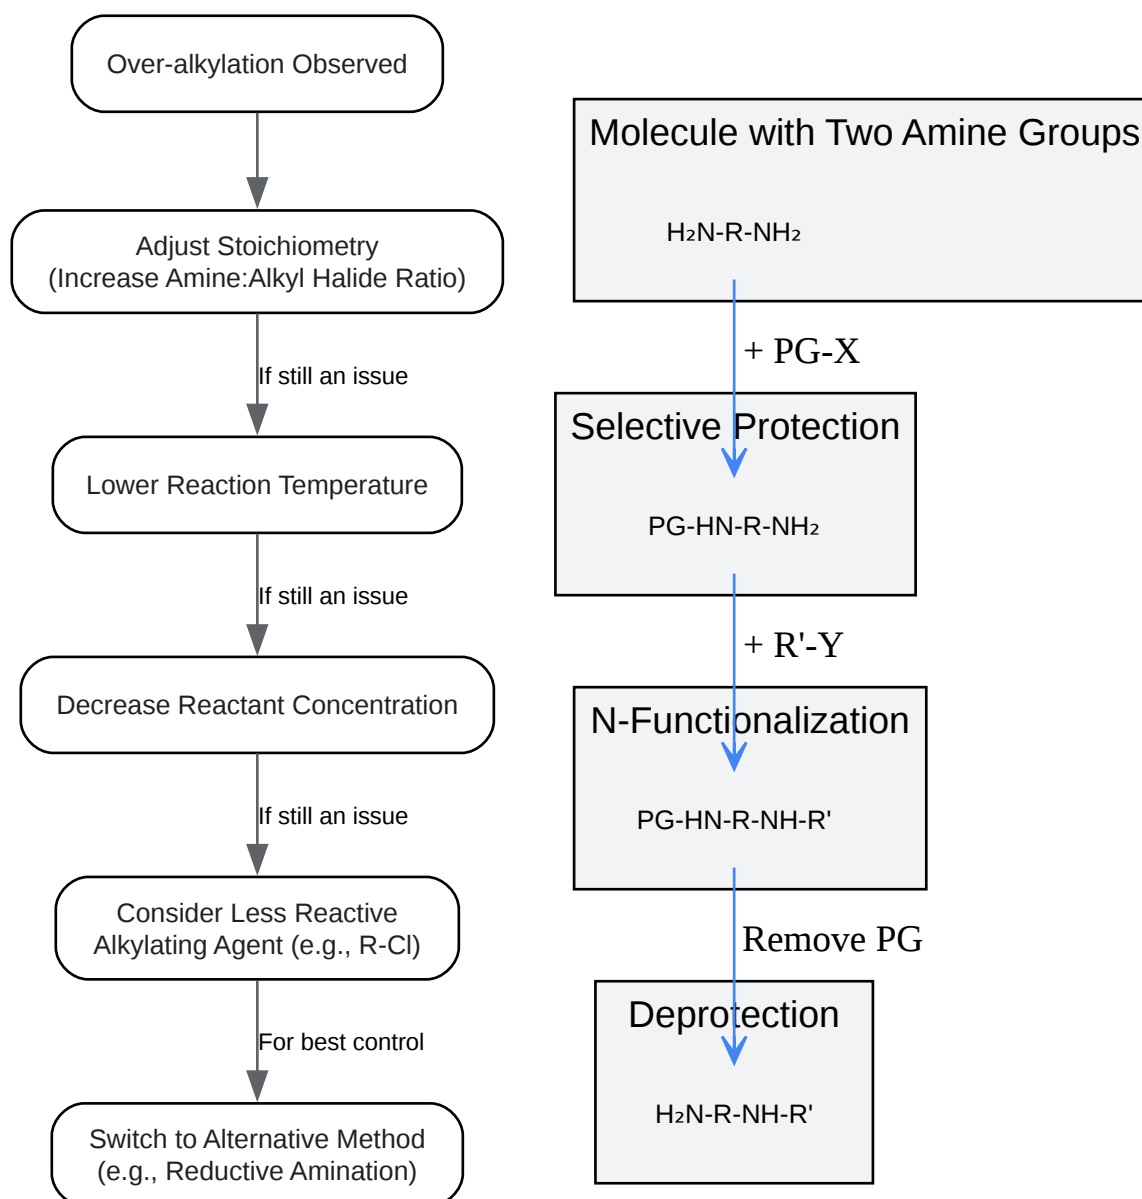 Over-alkylation Observed
Adjust Stoichiometry
(Increase Amine:Alkyl Halide Ratio)
If still an issue
Lower Reaction Temperature
If still an issue
Decrease Reactant Concentration
If still an issue
Consider Less Reactive
Alkylating Agent (e.g., R-Cl)
For best control
Switch to Alternative Method
(e.g., Reductive Amination)
Molecule with Two Amine Groups
H₂N-R-NH₂
+ PG-X
Selective Protection
PG-HN-R-NH₂
+ R'-Y
N-Functionalization
PG-HN-R-NH-R'
Remove PG
Deprotection
H₂N-R-NH-R'